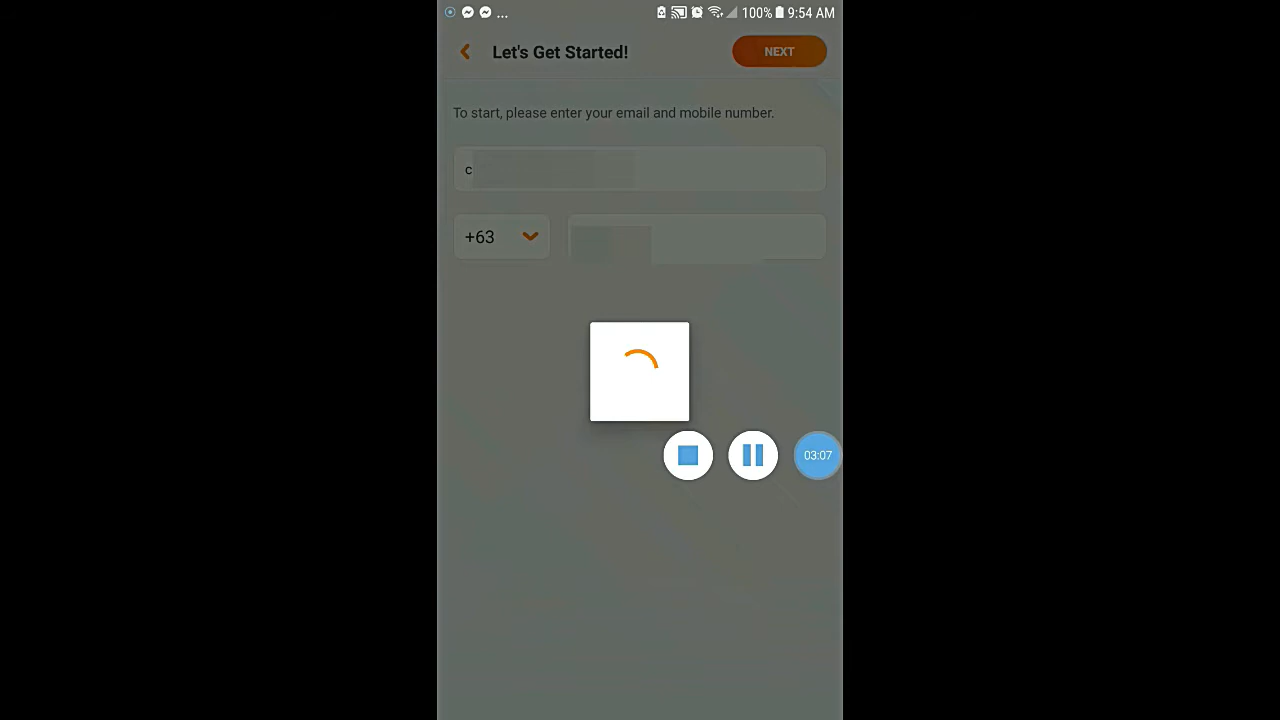 ... 100% 9:54 AM
Let's Get Started! NEXT
To start, please enter your email and mobile number.
c
+63
03:07